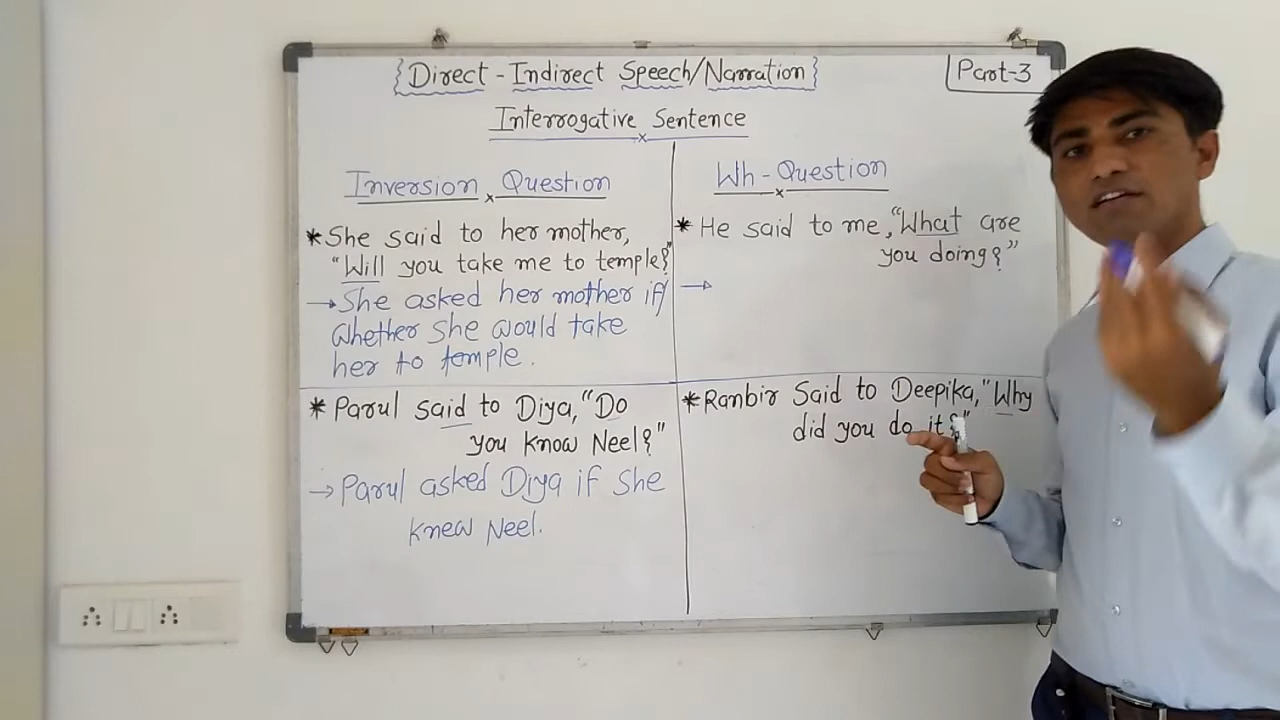 {Direct-Indirect Speech/Narration}
Part-3
Interrogative Sentence
Inversion Question
*She said to her mother,
"Will you take me to temple?"
→She asked her mother if/
whether she would take
her to temple.
*Parul said to Diya, "Do
you know Neel?"
→Parul asked Diya if she
knew Neel.
Wh-Question
*He said to me, "What are
you doing?"
→
*Ranbir Said to Deepika, "Why
did you do it?"